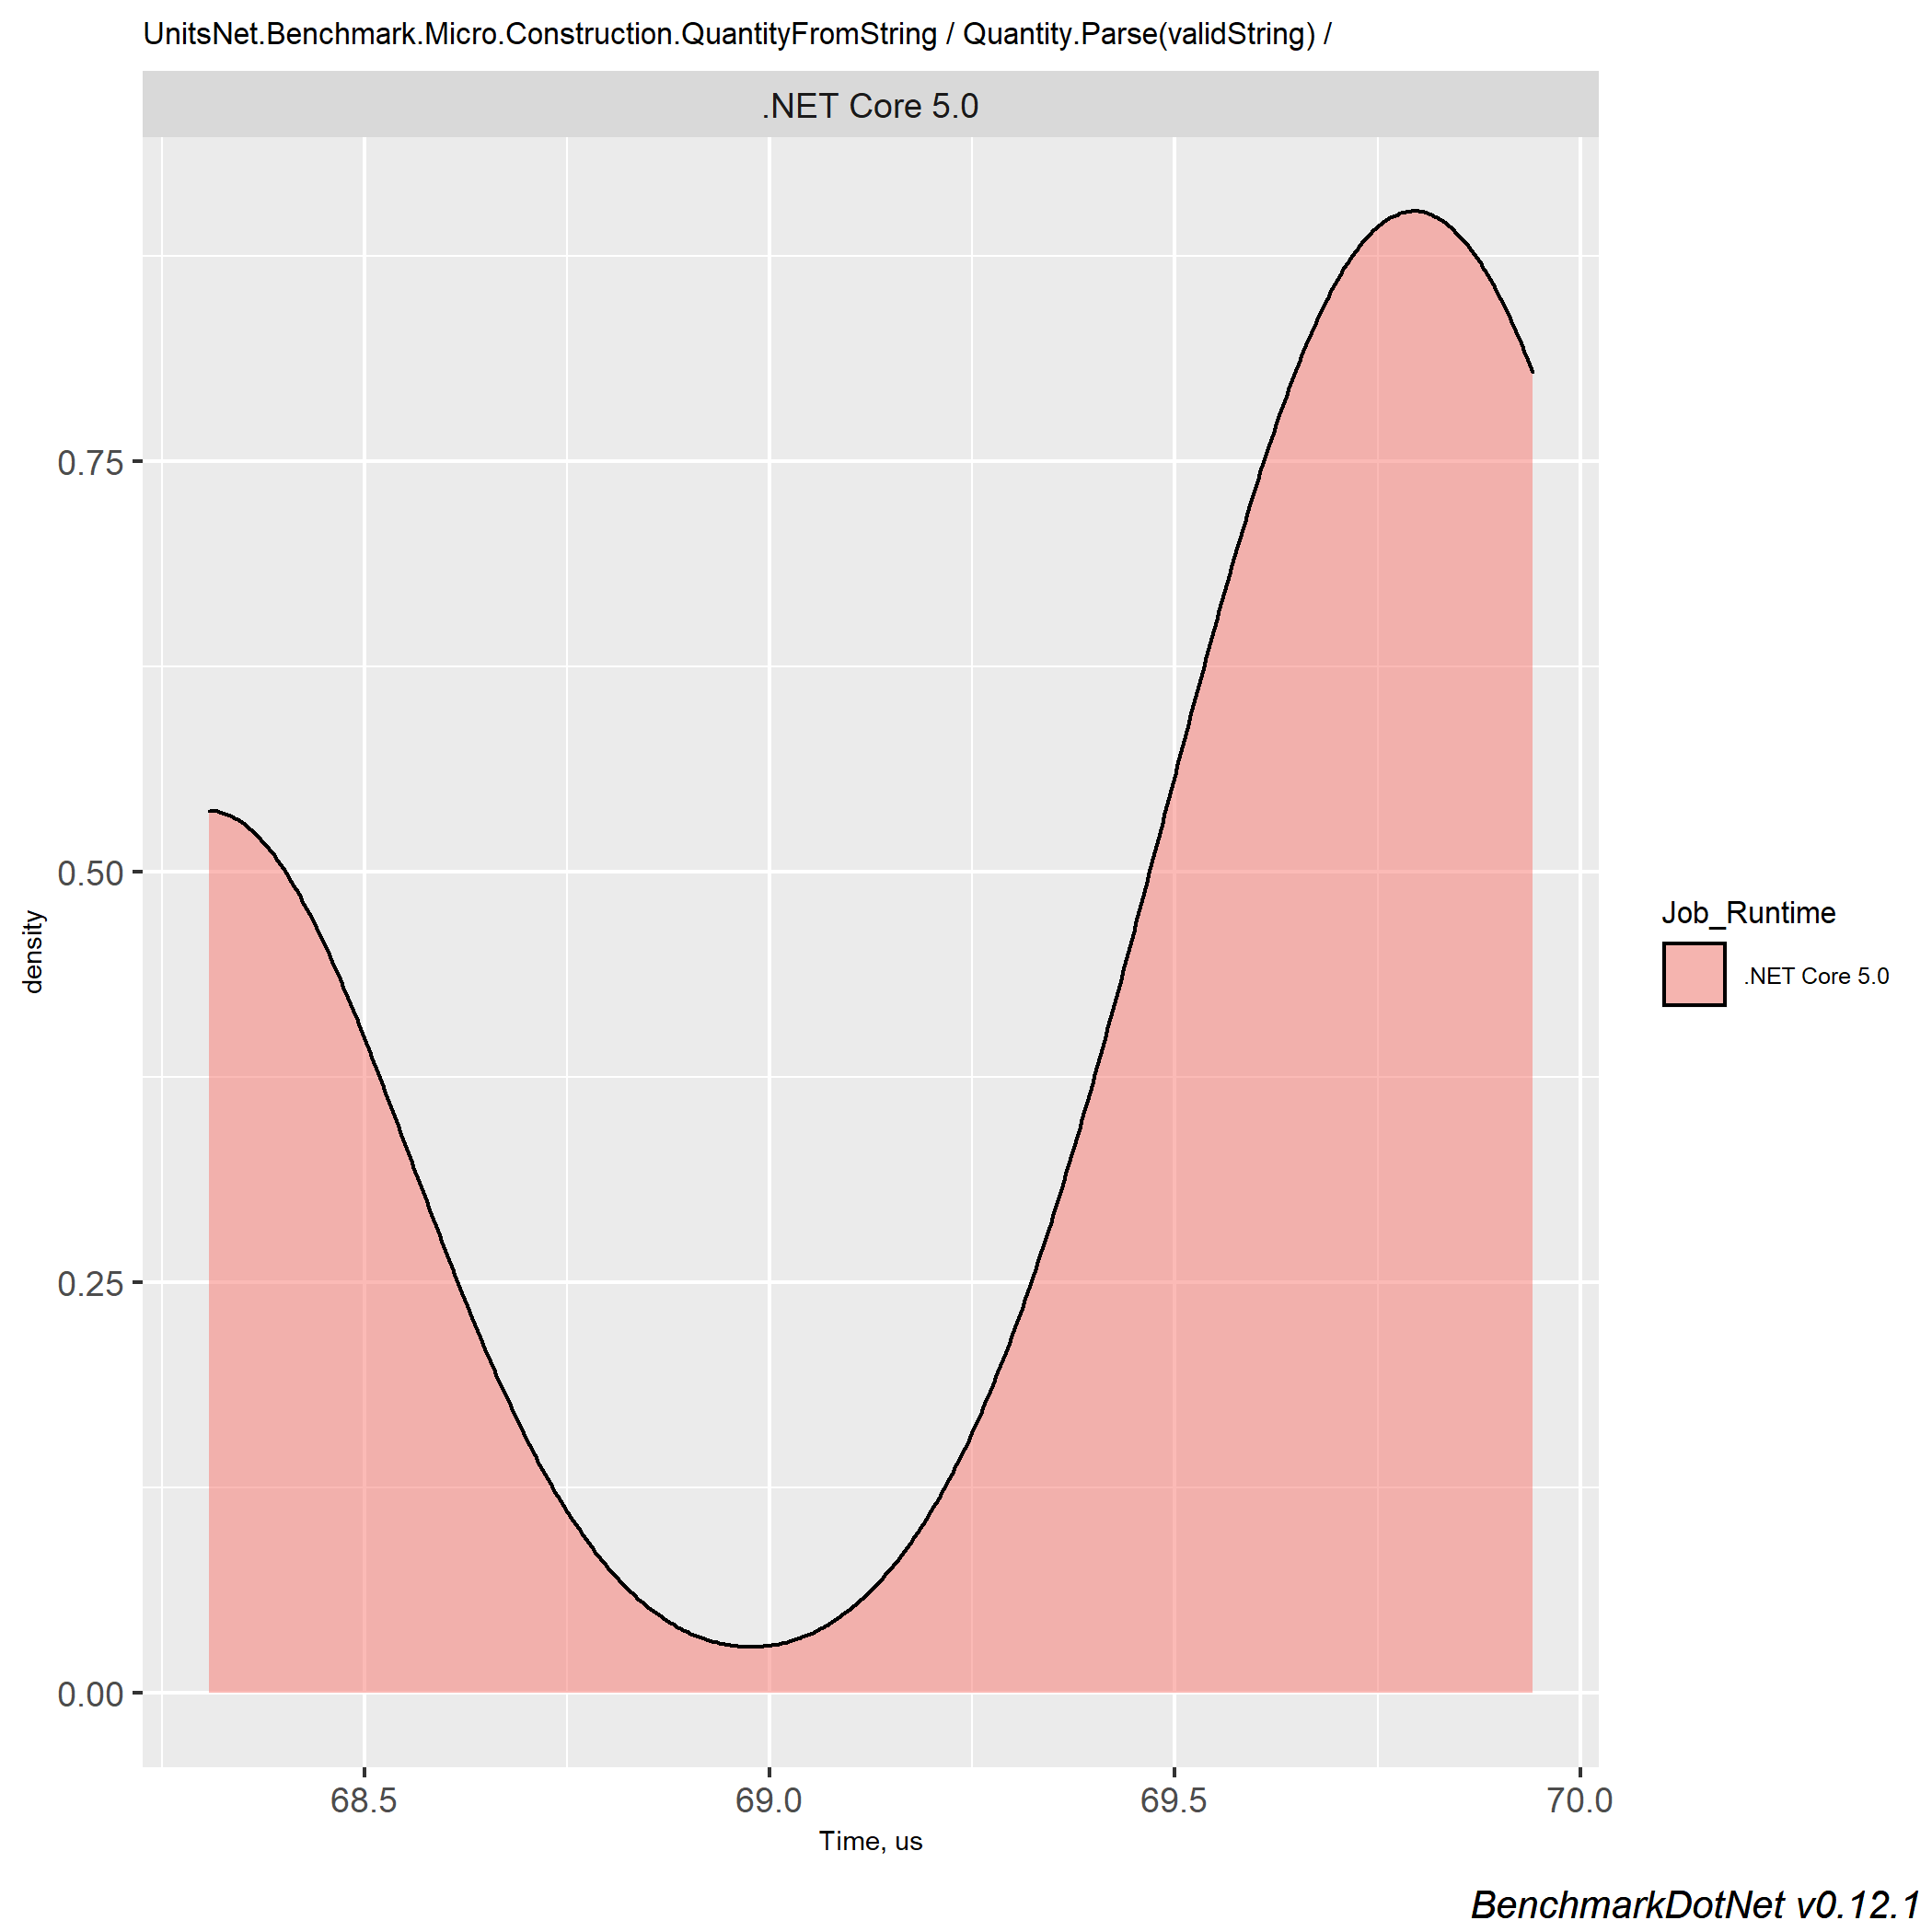 UnitsNet.Benchmark.Micro.Construction.QuantityFromString / Quantity.Parse(validString) /
.NET Core 5.0
0.75
0.50
0.25
0.00
density
68.5
69.0
69.5
70.0
Time, us
Job_Runtime
.NET Core 5.0
BenchmarkDotNet v0.12.1